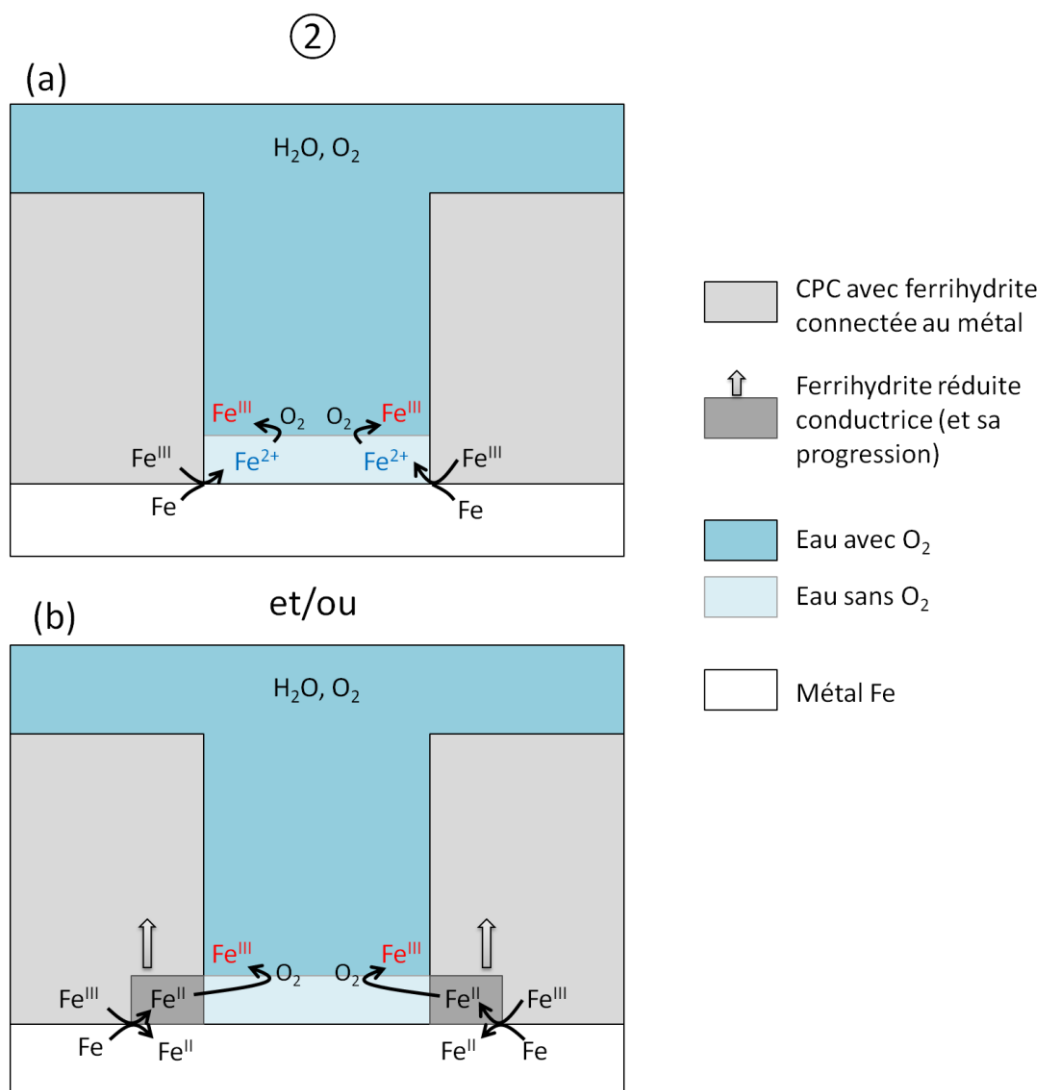 ②
(a)
H₂O, O₂
Feᴵᴵᴵ O₂ O₂ Feᴵᴵᴵ
Feᴵᴵᴵ Fe²⁺ Fe²⁺ Feᴵᴵᴵ
Fe Fe
CPC avec ferrihydrite
connectée au métal
Ferrihydrite réduite
conductrice (et sa
progression)
Eau avec O₂
Eau sans O₂
Métal Fe
et/ou
(b)
H₂O, O₂
Feᴵᴵᴵ O₂ O₂ Feᴵᴵᴵ
Feᴵᴵᴵ Feᴵᴵ Feᴵᴵ Feᴵᴵᴵ
Fe Feᴵᴵ Feᴵᴵ Fe